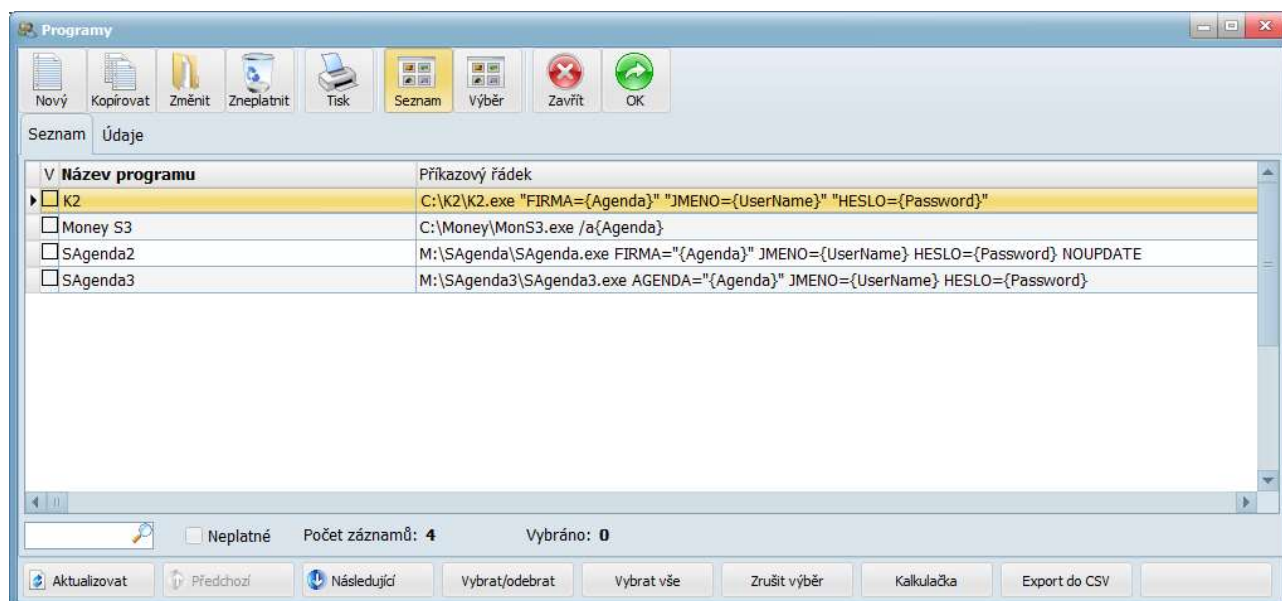 Programy
Nový Kopírovat Změnit Zneplatnit Tisk Seznam Výběr Zavřít OK
Seznam Údaje
V Název programu Příkazový řádek
K2 C:\K2\K2.exe "FIRMA={Agenda}" "JMENO={UserName}" "HESLO={Password}"
Money S3 C:\Money\MonS3.exe /a{Agenda}
SAgenda2 M:\SAgenda\SAgenda.exe FIRMA="{Agenda}" JMENO={UserName} HESLO={Password} NOUPDATE
SAgenda3 M:\SAgenda3\SAgenda3.exe AGENDA="{Agenda}" JMENO={UserName} HESLO={Password}
Neplatné Počet záznamů: 4 Vybráno: 0
Aktualizovat Předchozí Následující Vybrat/odebrat Vybrat vše Zrušit výběr Kalkulačka Export do CSV